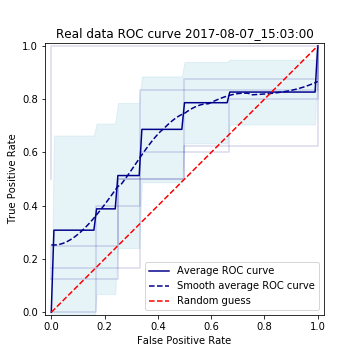 Real data ROC curve 2017-08-07_15:03:00
1.0
0.8
0.6
0.4
0.2
0.0
True Positive Rate
Average ROC curve
Smooth average ROC curve
Random guess
0.0 0.2 0.4 0.6 0.8 1.0
False Positive Rate